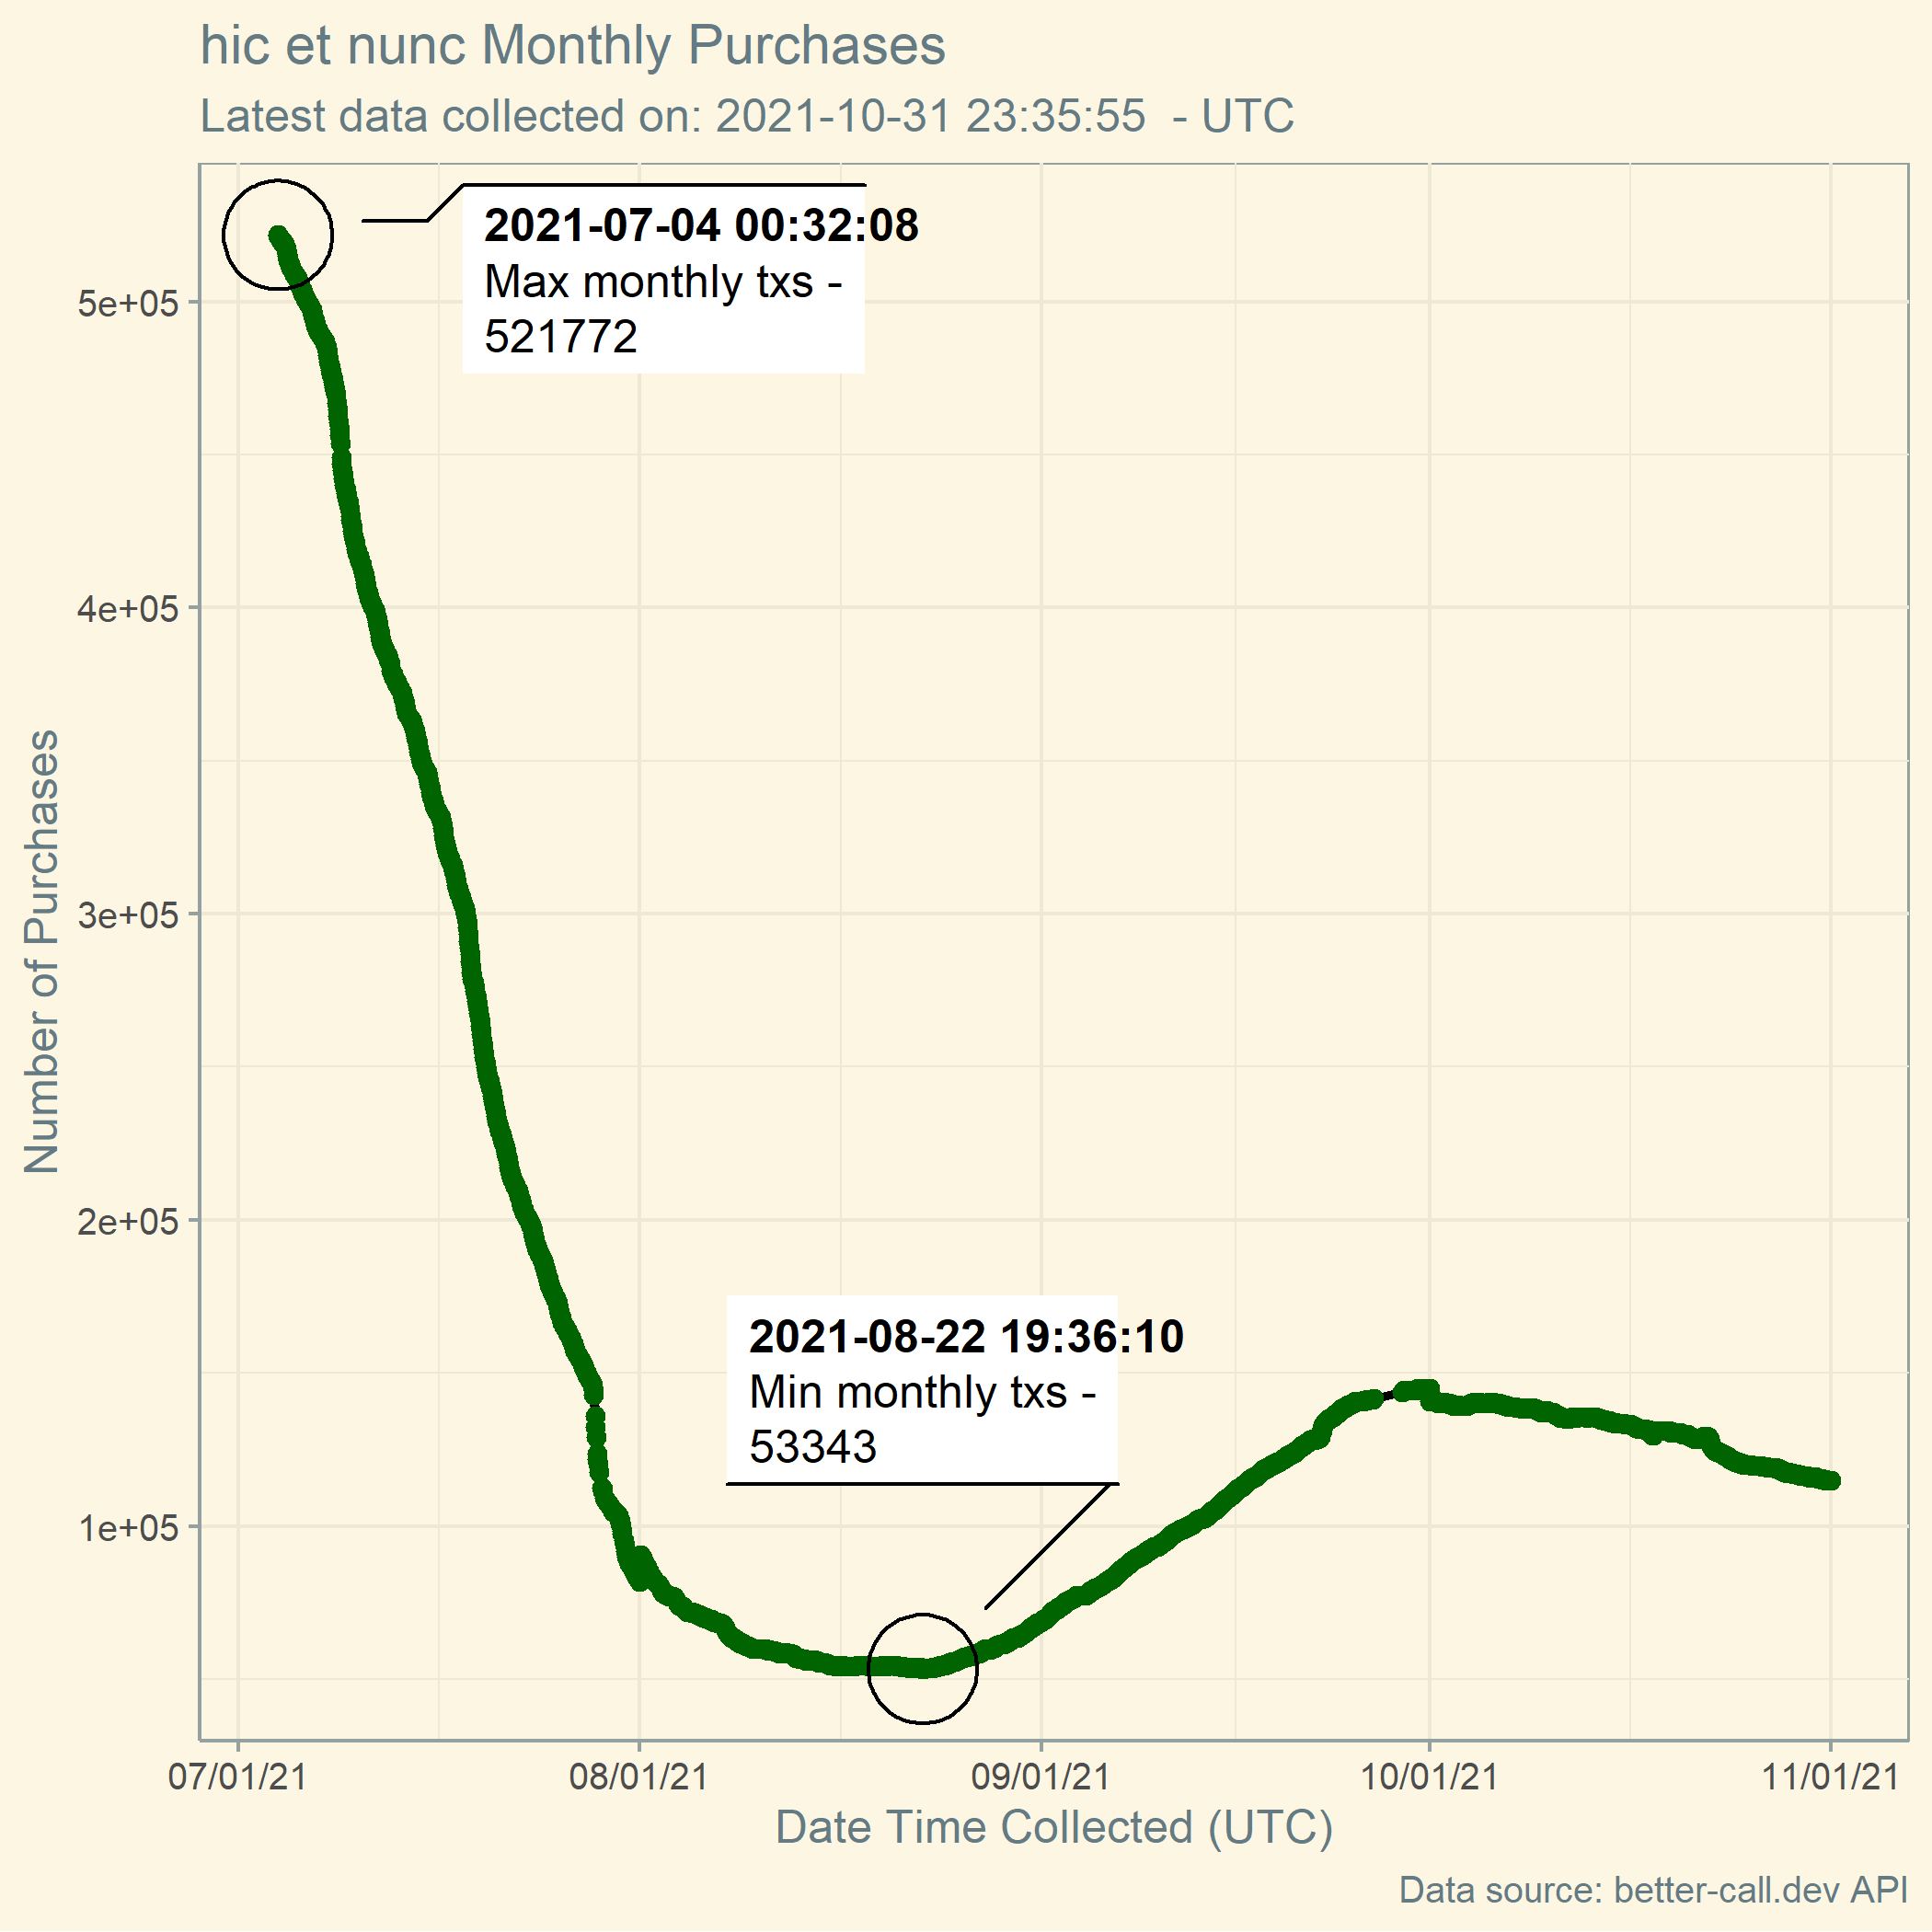 hic et nunc Monthly Purchases
Latest data collected on: 2021-10-31 23:35:55  - UTC
2021-07-04 00:32:08
Max monthly txs -
521772
5e+05
4e+05
3e+05
2e+05
1e+05
Number of Purchases
2021-08-22 19:36:10
Min monthly txs -
53343
07/01/21
08/01/21
09/01/21
10/01/21
11/01/21
Date Time Collected (UTC)
Data source: better-call.dev API